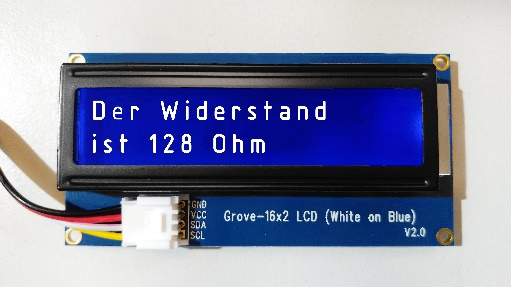 Der Widerstand
ist 128 Ohm
GND
VCC
SDA
SCL
Grove-16x2 LCD (White on Blue)
V2.0